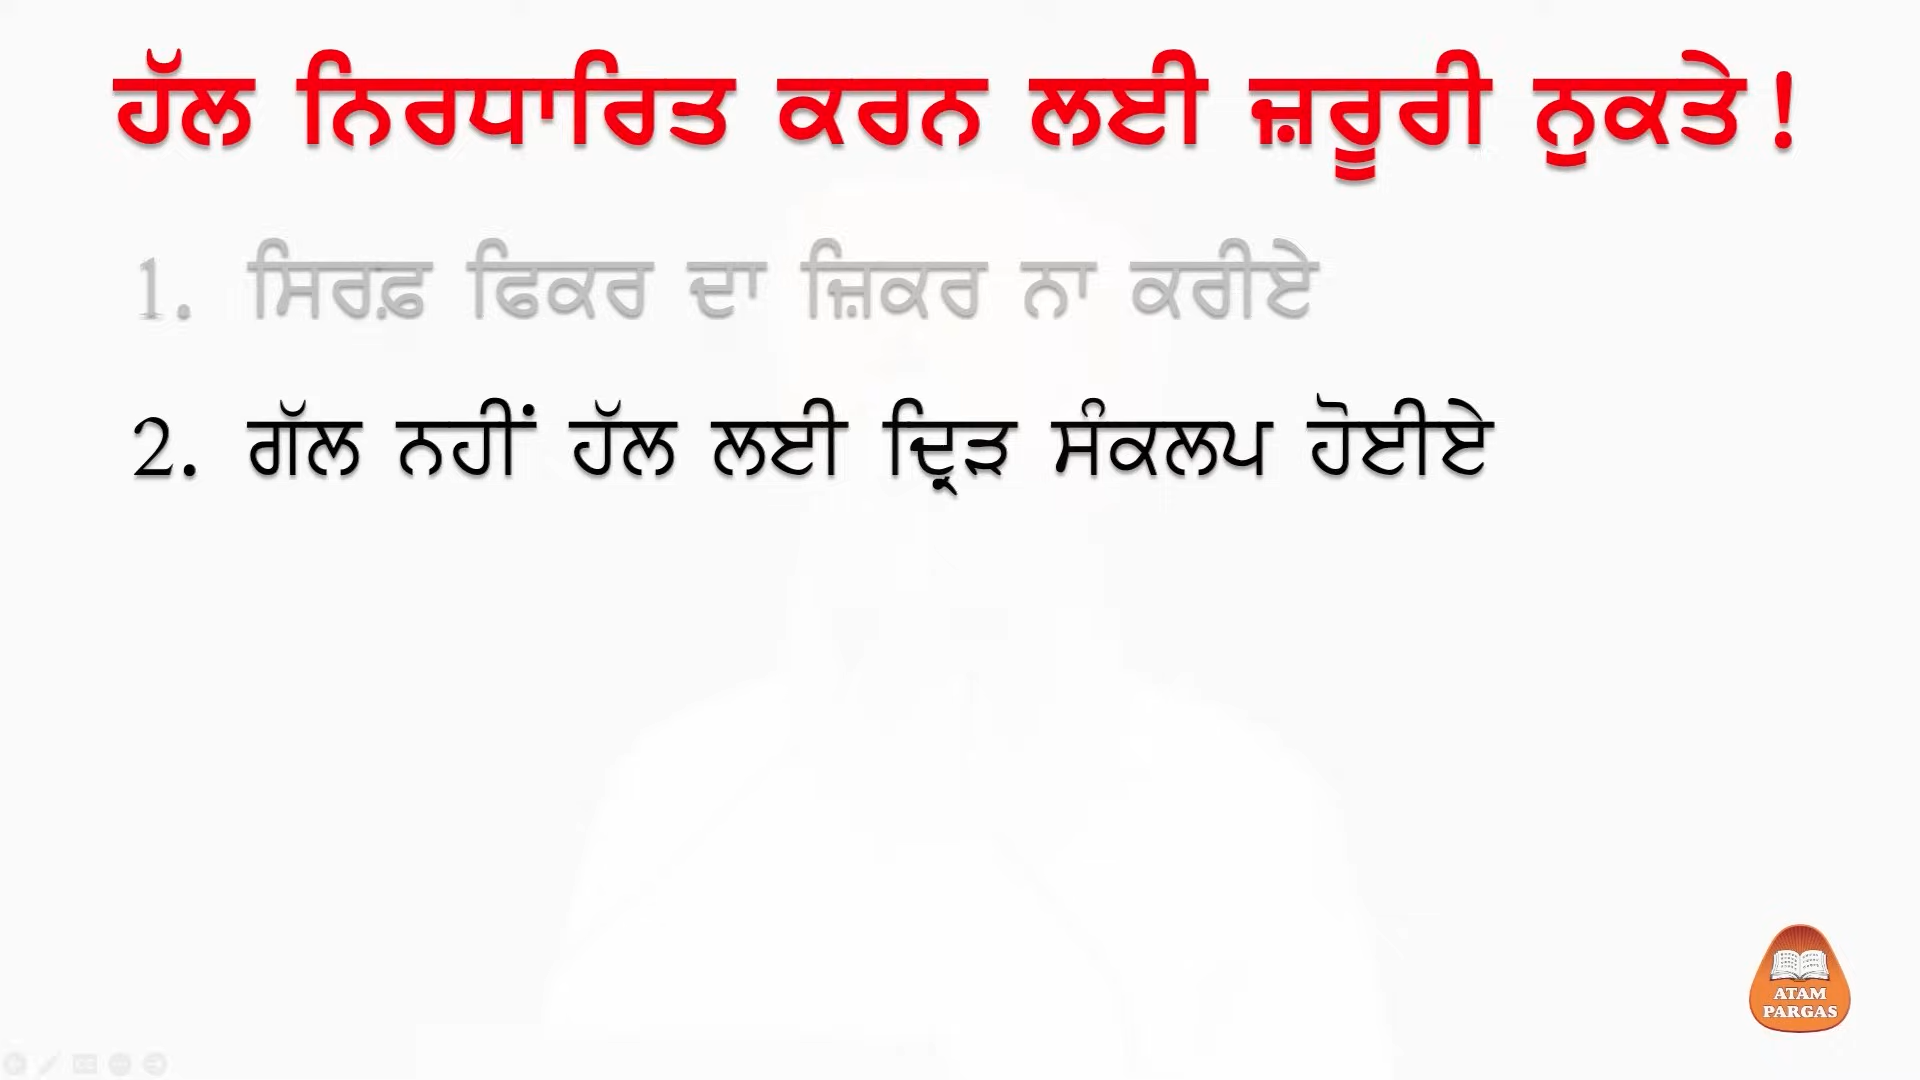 ਹੱਲ ਨਿਰਧਾਰਿਤ ਕਰਨ ਲਈ ਜ਼ਰੂਰੀ ਨੁਕਤੇ !
1. ਸਿਰਫ਼ ਫਿਕਰ ਦਾ ਜ਼ਿਕਰ ਨਾ ਕਰੀਏ
2. ਗੱਲ ਨਹੀਂ ਹੱਲ ਲਈ ਦ੍ਰਿੜ ਸੰਕਲਪ ਹੋਈਏ
ATAM
PARGAS